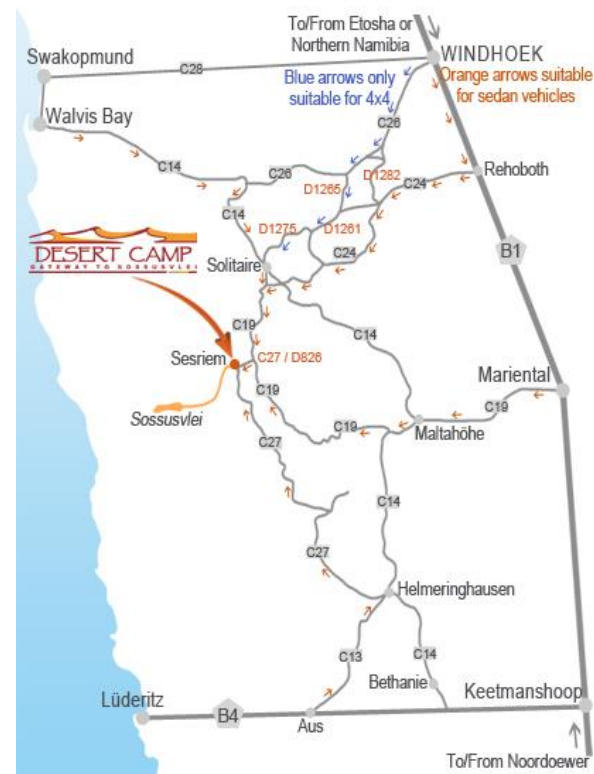 To/From Etosha or
Northern Namibia
WINDHOEK
Swakopmund
C28
Blue arrows only
suitable for 4x4
Orange arrows suitable
for sedan vehicles
Walvis Bay
C26
C14
C26
D1265
D1282
C24
Rehoboth
C14
D1275
D1261
C24
B1
DESERT CAMP
GATEWAY TO SOSSUSVLEI
Solitaire
C19
C14
Sesriem
C27 / D826
Mariental
C19
C19
Sossusvlei
C19
Maltahöhe
C27
C14
C27
Helmeringhausen
C13
C14
Bethanie
Keetmanshoop
Lüderitz
B4
Aus
To/From Noordoewer